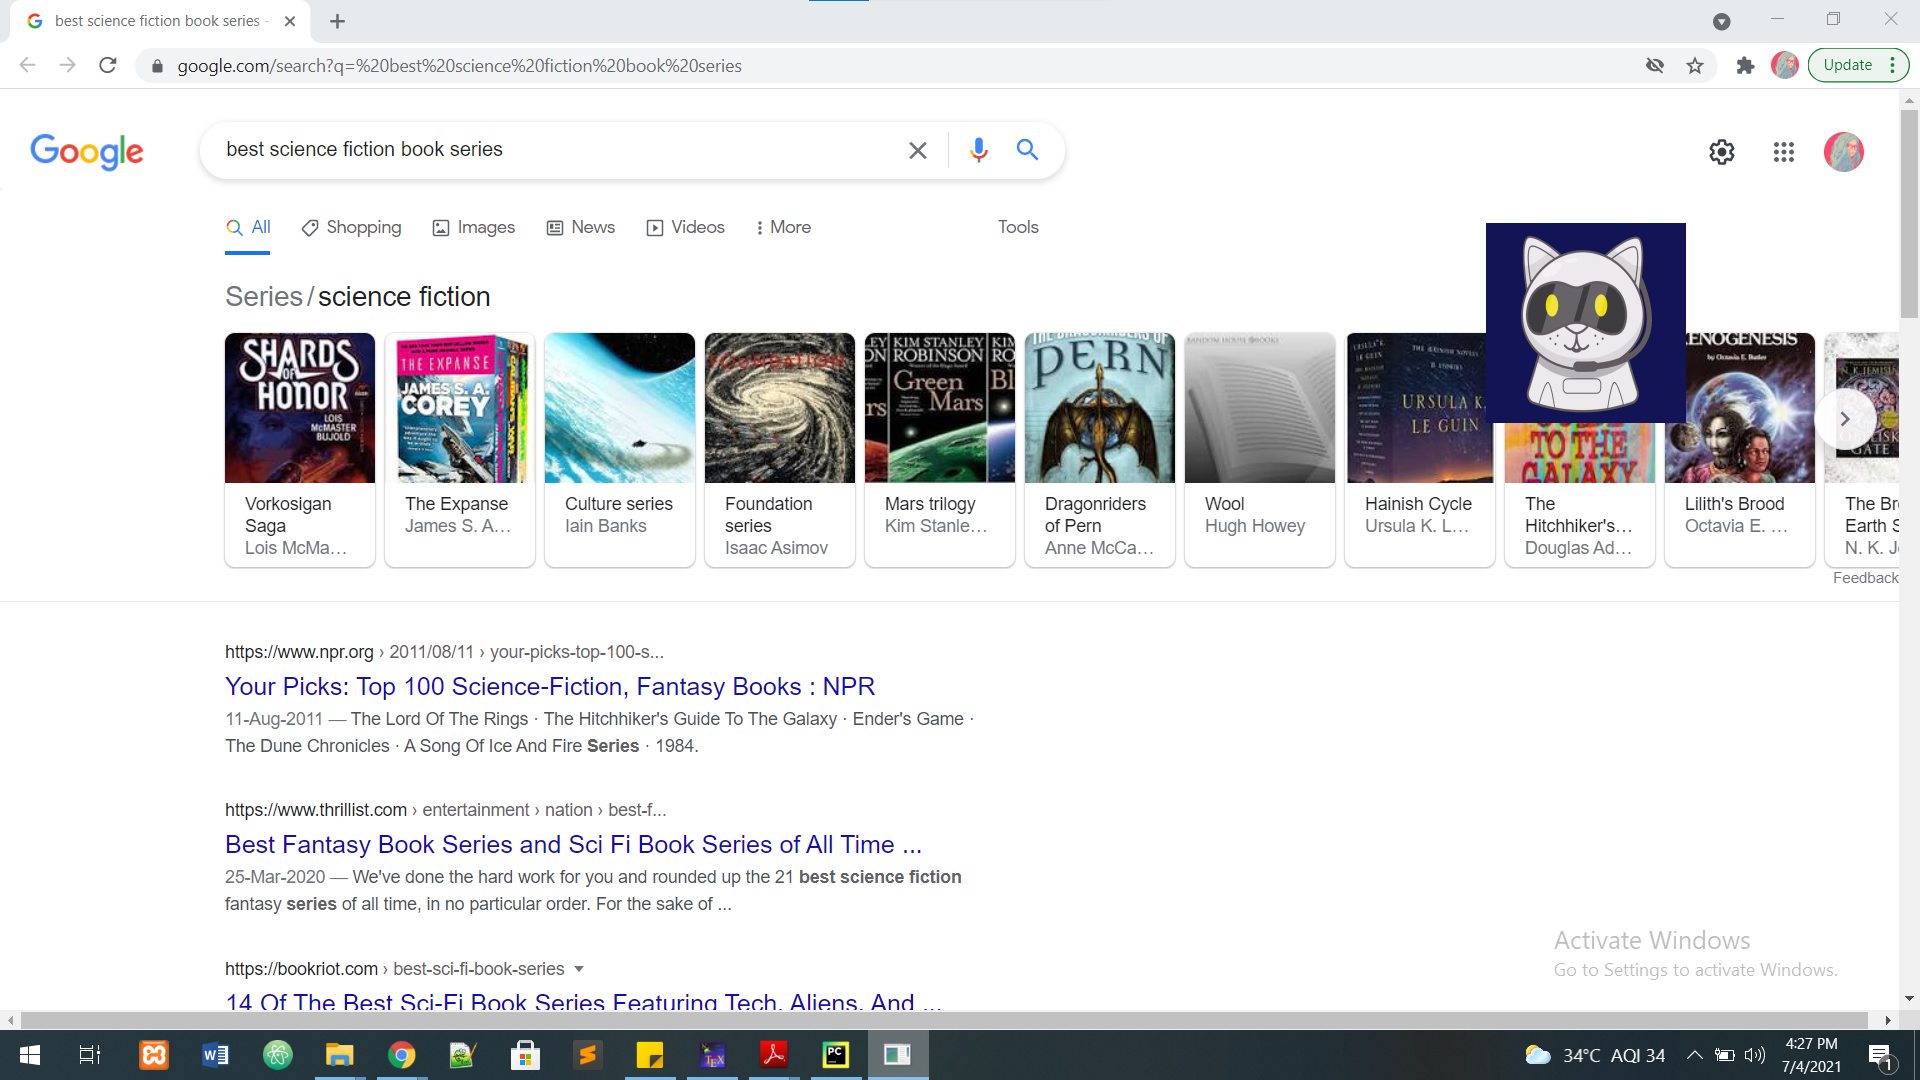 best science fiction book series -
google.com/search?q=%20best%20science%20fiction%20book%20series
Update
Google
best science fiction book series
All
Shopping
Images
News
Videos
More
Tools
Series/science fiction
SHARDS OF HONOR
LOIS McMASTER BUJOLD
THE EXPANSE
JAMES S. A. COREY
FOUNDATION
KIM STANLEY ROBINSON
Green Mars
THE DRAGONRIDERS OF
PERN
RANDOM HOUSE BOOKS
URSULA K.
LE GUIN
TO THE
GALAXY
XENOGENESIS
by Octavia E. Butler
N. K. JEMISIN
GATE
Vorkosigan Saga
Lois McMa...
The Expanse
James S. A...
Culture series
Iain Banks
Foundation series
Isaac Asimov
Mars trilogy
Kim Stanle...
Dragonriders of Pern
Anne McCa...
Wool
Hugh Howey
Hainish Cycle
Ursula K. L...
The Hitchhiker's...
Douglas Ad...
Lilith's Brood
Octavia E. ...
The Br
Earth S
N. K. J
Feedback
https://www.npr.org › 2011/08/11 › your-picks-top-100-s...
Your Picks: Top 100 Science-Fiction, Fantasy Books : NPR
11-Aug-2011 — The Lord Of The Rings · The Hitchhiker's Guide To The Galaxy · Ender's Game ·
The Dune Chronicles · A Song Of Ice And Fire Series · 1984.
https://www.thrillist.com › entertainment › nation › best-f...
Best Fantasy Book Series and Sci Fi Book Series of All Time ...
25-Mar-2020 — We've done the hard work for you and rounded up the 21 best science fiction
fantasy series of all time, in no particular order. For the sake of ...
https://bookriot.com › best-sci-fi-book-series
14 Of The Best Sci-Fi Book Series Featuring Tech, Aliens, And ...
Activate Windows
Go to Settings to activate Windows.
34°C AQI 34
4:27 PM
7/4/2021
1